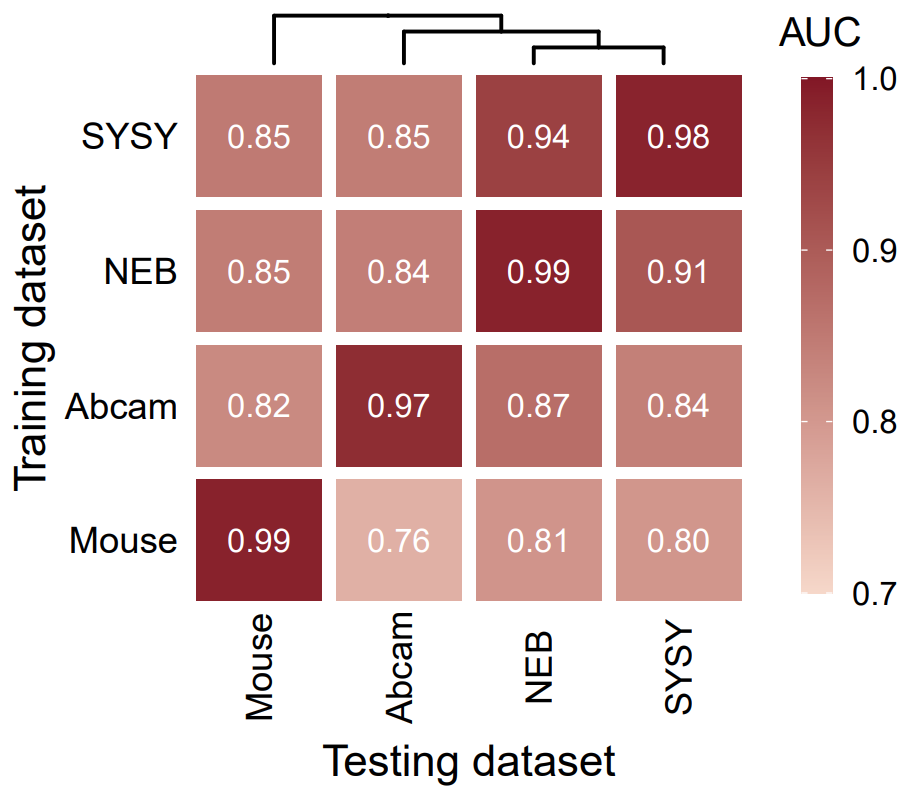 AUC
SYSY 0.85 0.85 0.94 0.98
NEB 0.85 0.84 0.99 0.91
Abcam 0.82 0.97 0.87 0.84
Mouse 0.99 0.76 0.81 0.80
Training dataset
Mouse Abcam NEB SYSY
Testing dataset
1.0
0.9
0.8
0.7